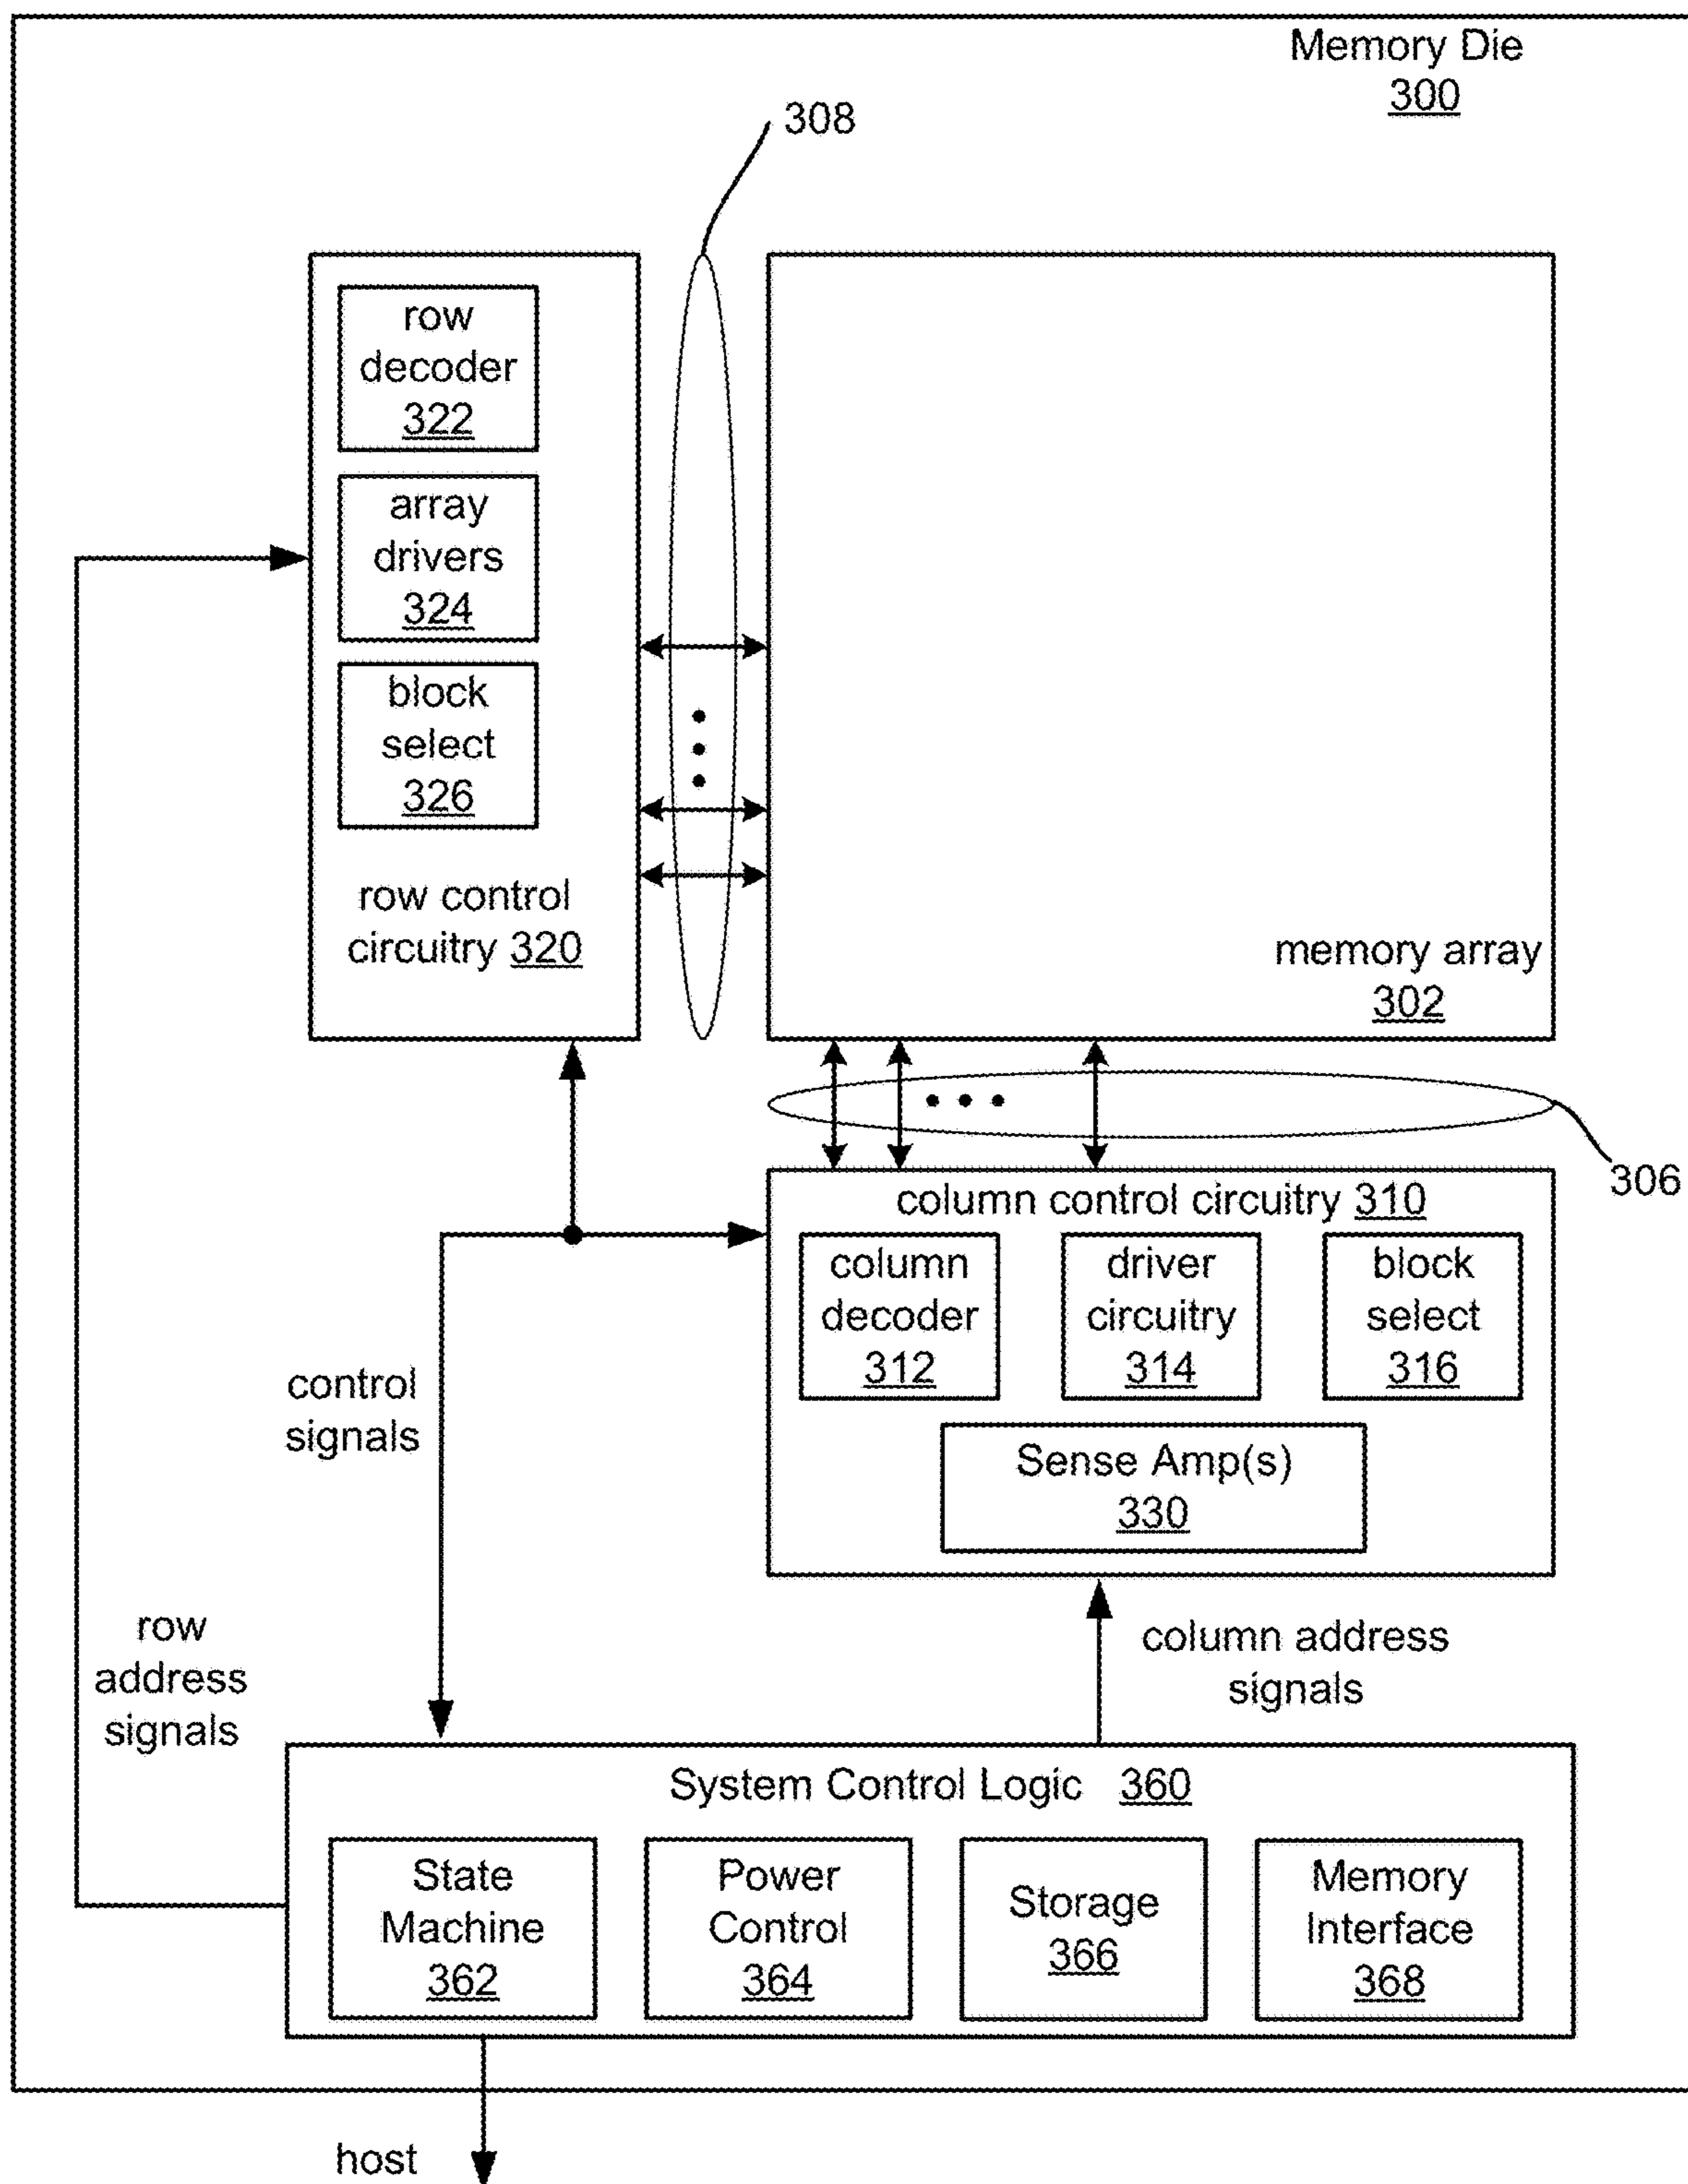 Memory Die
300
308
row
decoder
322
array
drivers
324
block
select
326
row control
circuitry 320
memory array
302
306
column control circuitry 310
column
decoder
312
driver
circuitry
314
block
select
316
Sense Amp(s)
330
control
signals
row
address
signals
column address
signals
System Control Logic 360
State
Machine
362
Power
Control
364
Storage
366
Memory
Interface
368
host